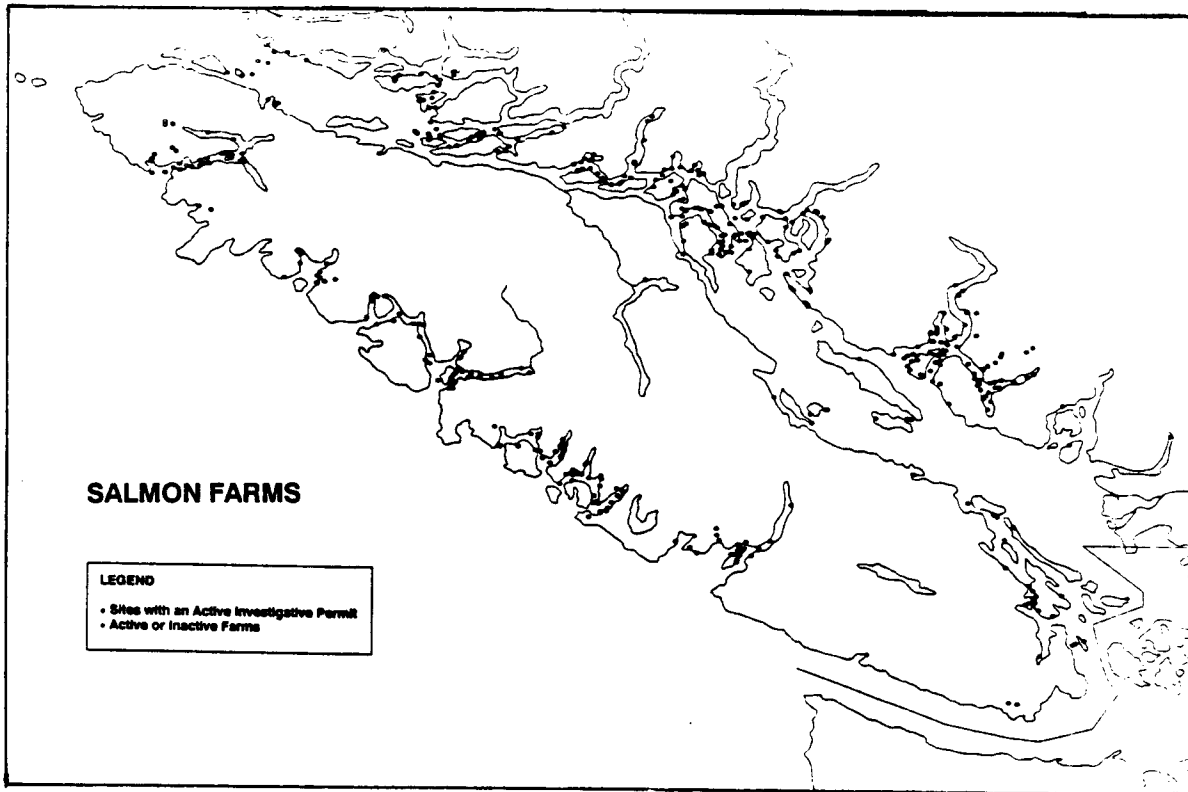 SALMON FARMS
LEGEND
• Sites with an Active Investigative Permit
• Active or Inactive Farms